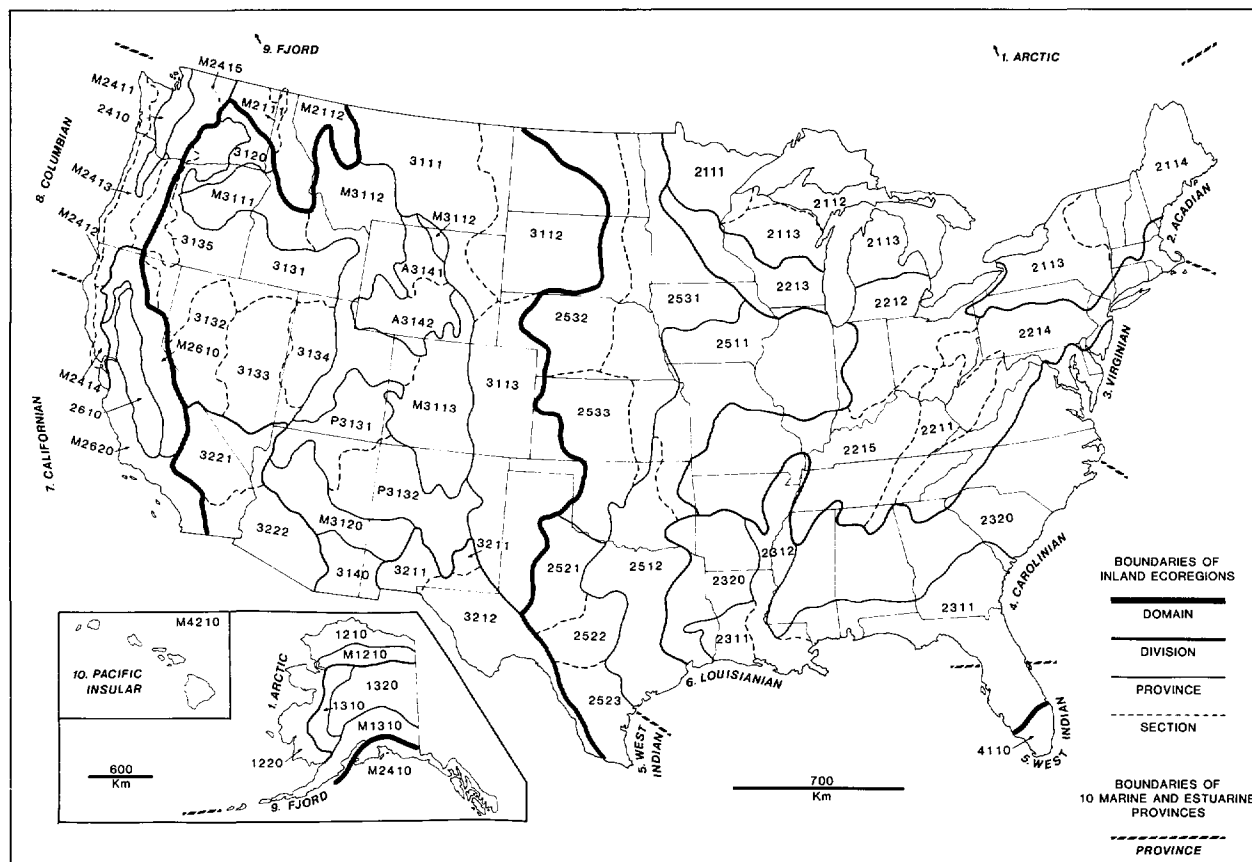 9. FJORD
1. ARCTIC
M2415
M2411
2410
M2111
M2112
8. COLUMBIAN
3120
3111
2111
2114
M2413
M3111
M3112
M3112
2112
2. ACADIAN
M2412
3135
3112
2113
2113
2113
3131
A3141
2531
2213
2212
A3142
2532
2214
3132
M2610
3134
2511
3133
3113
3. VIRGINIAN
M2414
M3113
2533
2610
P3131
2211
2215
M2620
3221
7. CALIFORNIAN
P3132
M3120
2320
3222
3211
2312
3140
3211
2521
2512
2320
4. CAROLINIAN
2311
3212
2522
2311
6. LOUISIANIAN
2523
5. WEST
INDIAN
4110
5. WEST INDIAN
M4210
10. PACIFIC
INSULAR
1210
M1210
1. ARCTIC
1320
1310
M1310
1220
M2410
9. FJORD
600
Km
700
Km
BOUNDARIES OF
INLAND ECOREGIONS
DOMAIN
DIVISION
PROVINCE
SECTION
BOUNDARIES OF
10 MARINE AND ESTUARINE
PROVINCES
PROVINCE